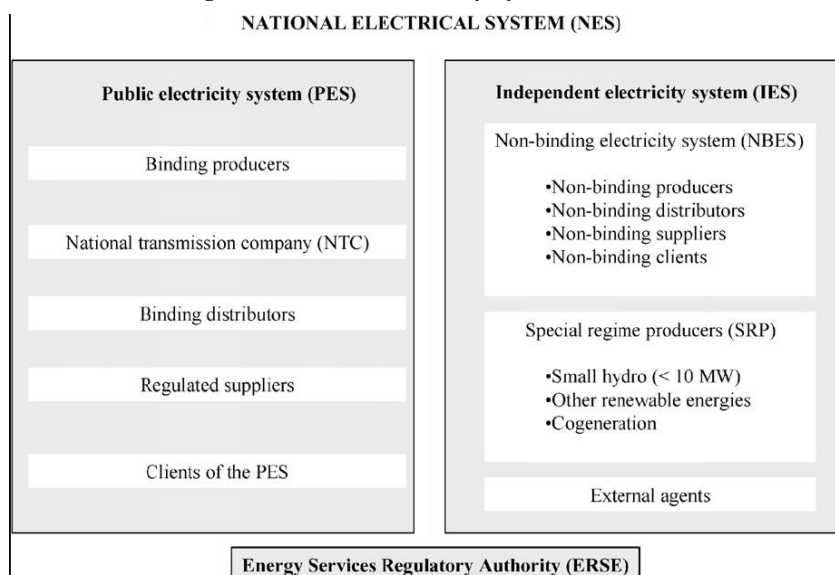 NATIONAL ELECTRICAL SYSTEM (NES)
Public electricity system (PES)
Binding producers
National transmission company (NTC)
Binding distributors
Regulated suppliers
Clients of the PES
Independent electricity system (IES)
Non-binding electricity system (NBES)
•Non-binding producers
•Non-binding distributors
•Non-binding suppliers
•Non-binding clients
Special regime producers (SRP)
•Small hydro (< 10 MW)
•Other renewable energies
•Cogeneration
External agents
Energy Services Regulatory Authority (ERSE)